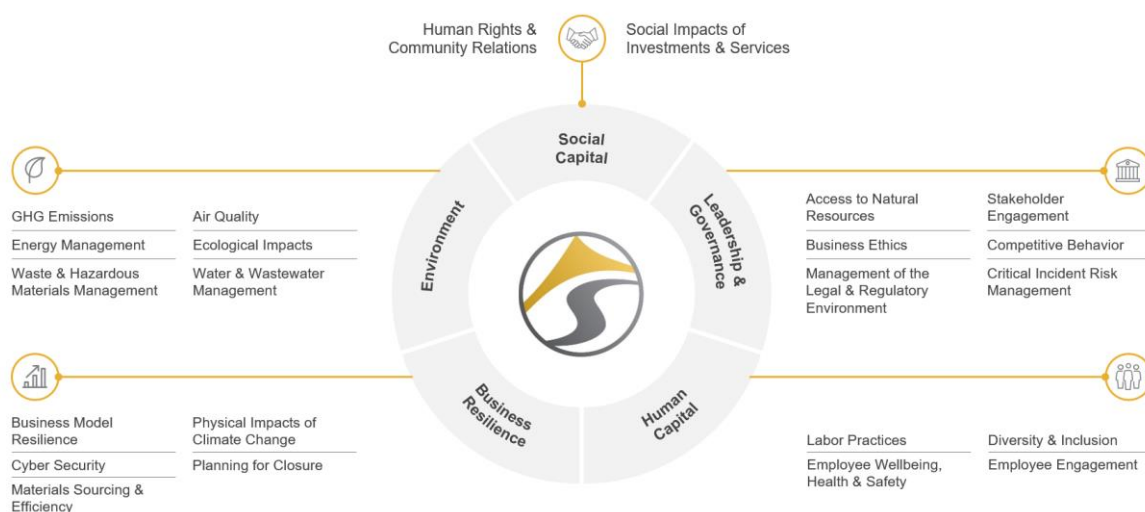 Human Rights &
Community Relations
Social Impacts of
Investments & Services
Social
Capital
Environment
Leadership &
Governance
Business
Resilience
Human
Capital
GHG Emissions
Air Quality
Energy Management
Ecological Impacts
Waste & Hazardous
Materials Management
Water & Wastewater
Management
Access to Natural
Resources
Stakeholder
Engagement
Business Ethics
Competitive Behavior
Management of the
Legal & Regulatory
Environment
Critical Incident Risk
Management
Business Model
Resilience
Physical Impacts of
Climate Change
Cyber Security
Planning for Closure
Materials Sourcing &
Efficiency
Labor Practices
Diversity & Inclusion
Employee Wellbeing,
Health & Safety
Employee Engagement